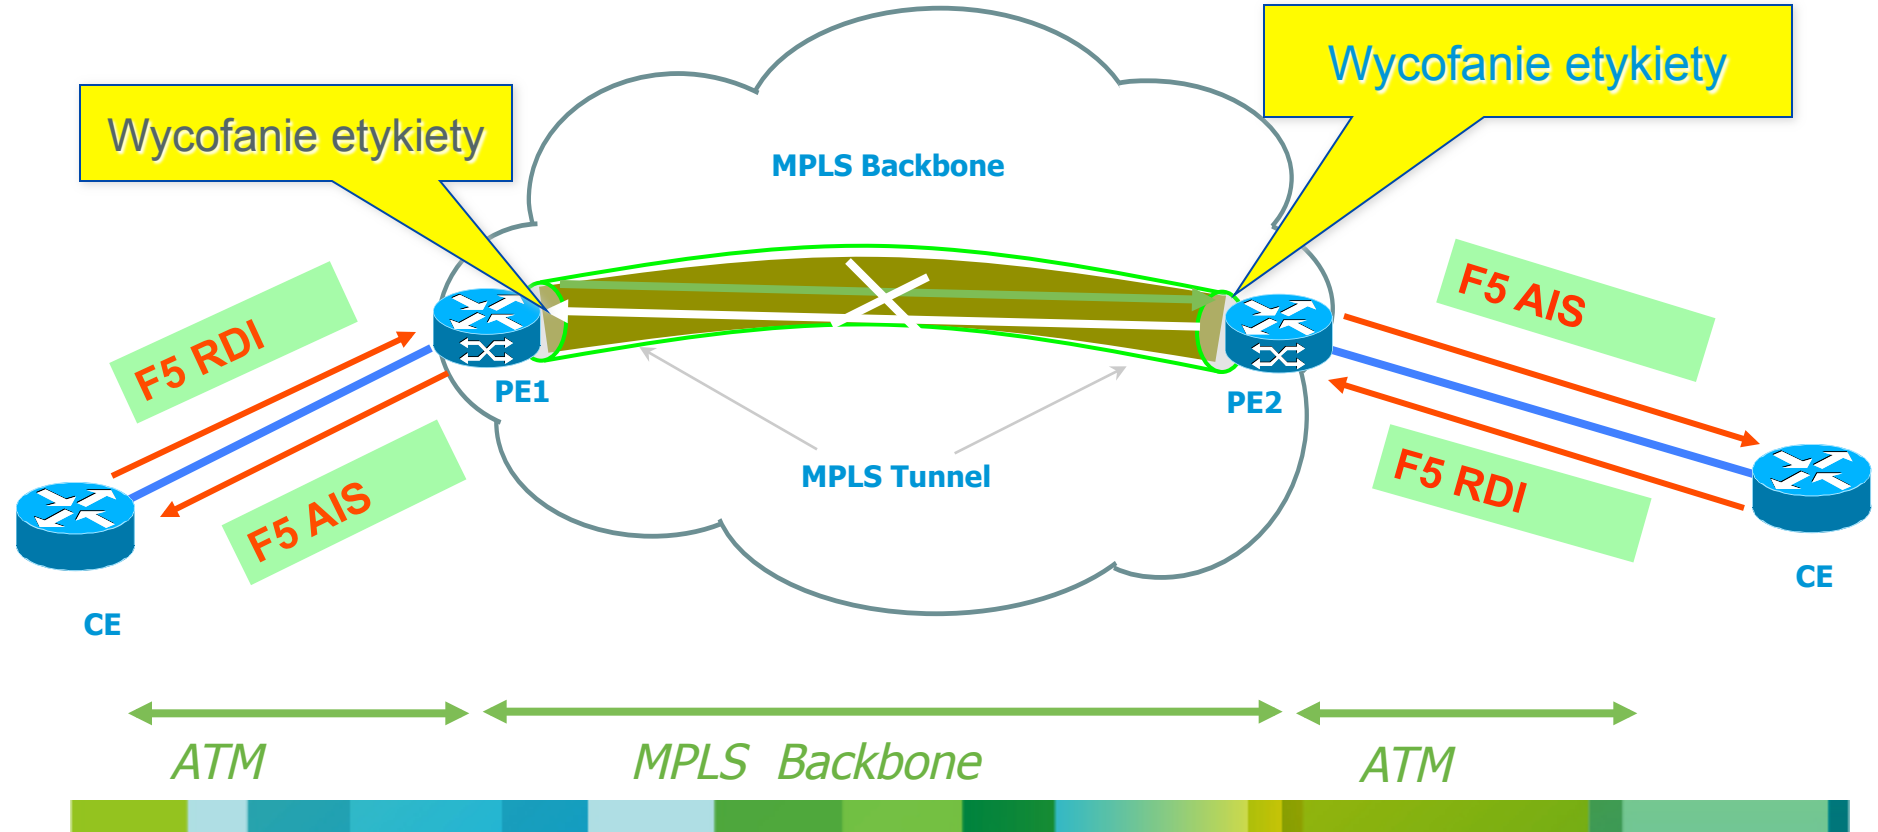 Wycofanie etykiety
Wycofanie etykiety
MPLS Backbone
F5 RDI
F5 AIS
PE1
PE2
F5 AIS
F5 RDI
MPLS Tunnel
CE
CE
ATM
MPLS Backbone
ATM